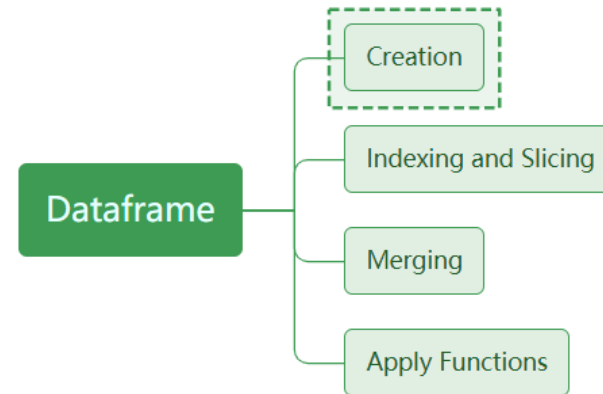 Dataframe
Creation
Indexing and Slicing
Merging
Apply Functions